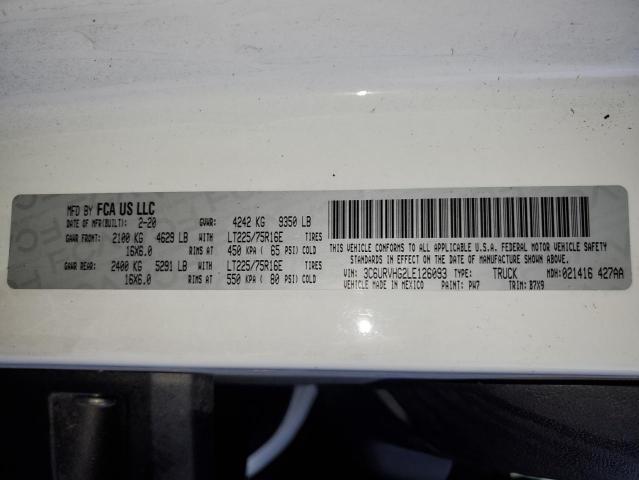 MFD BY FCA US LLC
DATE OF MFR(BUILT): 2-20 GVWR: 4242 KG 9350 LB
GAWR FRONT: 2100 KG 4629 LB WITH LT225/75R16E TIRES
16X6.0 RIMS AT 450 KPA ( 65 PSI) COLD
GAWR REAR: 2400 KG 5291 LB WITH LT225/75R16E TIRES
16X6.0 RIMS AT 550 KPA ( 80 PSI) COLD
THIS VEHICLE CONFORMS TO ALL APPLICABLE U.S.A. FEDERAL MOTOR VEHICLE SAFETY
STANDARDS IN EFFECT ON THE DATE OF MANUFACTURE SHOWN ABOVE.
VIN: 3C6URVHG2LE126093 TYPE: TRUCK MDH: 021416 427AA
VEHICLE MADE IN MEXICO PAINT: PW7 TRIM: B7X9